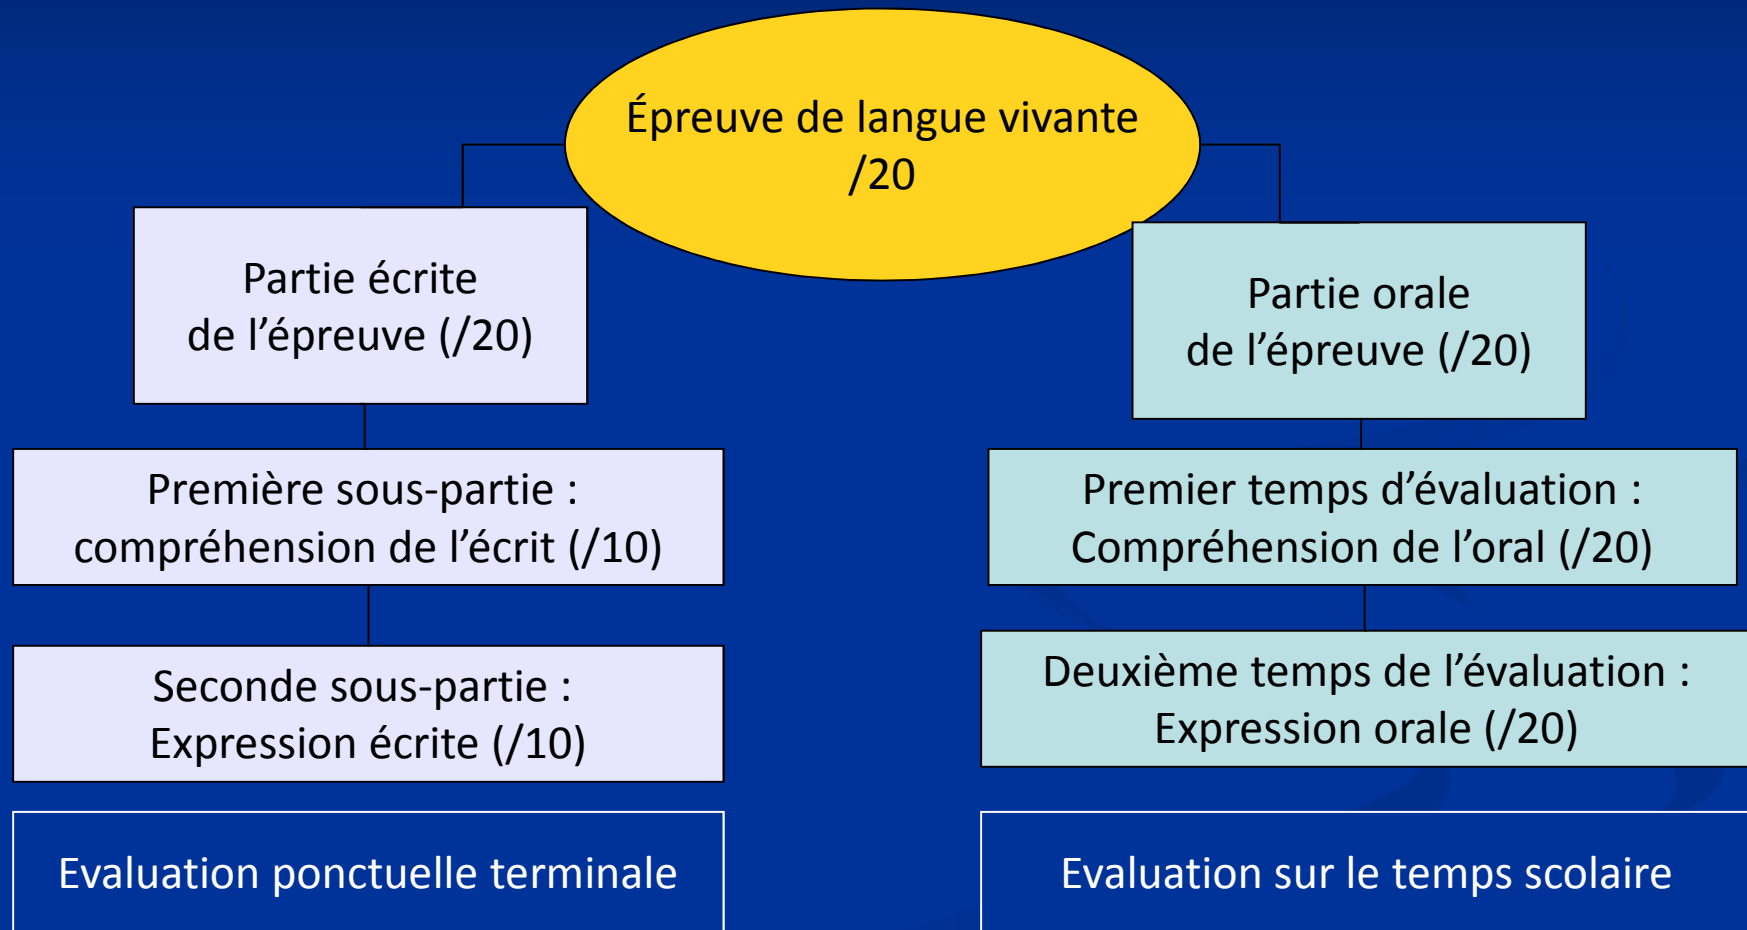 Épreuve de langue vivante
/20
Partie écrite
de l’épreuve (/20)
Partie orale
de l’épreuve (/20)
Première sous-partie :
compréhension de l’écrit (/10)
Premier temps d’évaluation :
Compréhension de l’oral (/20)
Seconde sous-partie :
Expression écrite (/10)
Deuxième temps de l’évaluation :
Expression orale (/20)
Evaluation ponctuelle terminale
Evaluation sur le temps scolaire